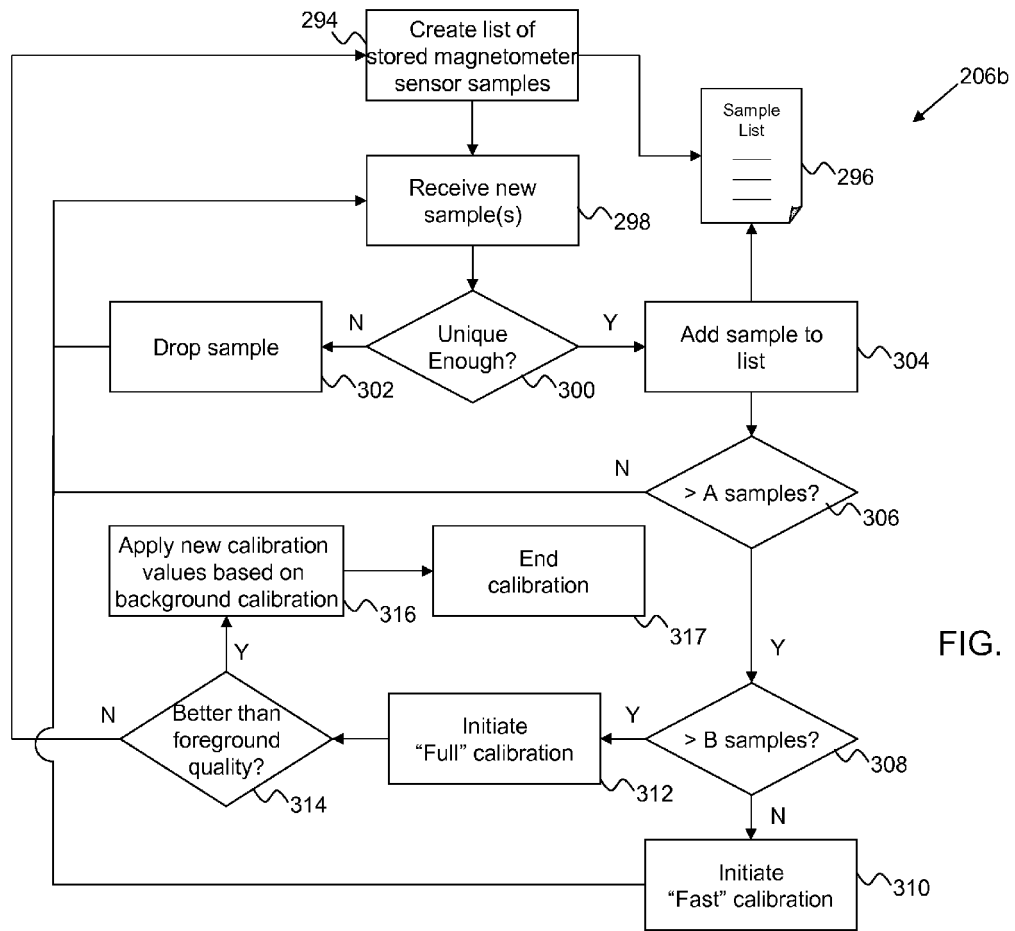 294
Create list of
stored magnetometer
sensor samples
206b
Sample
List
296
Receive new
sample(s)
298
N
Unique
Enough?
300
Y
Drop sample
302
Add sample to
list
304
N
> A samples?
306
Apply new calibration
values based on
background calibration
316
End
calibration
317
FIG.
Y
Y
N
Better than
foreground
quality?
314
Initiate
“Full” calibration
312
Y
> B samples?
308
N
Initiate
“Fast” calibration
310